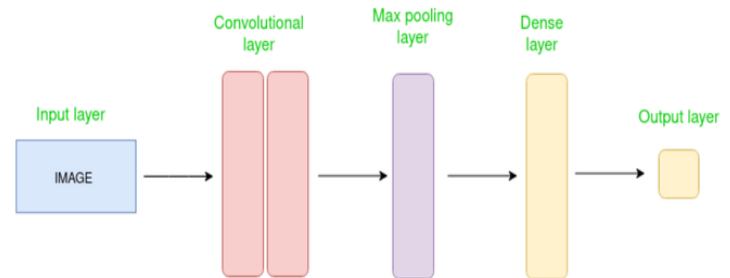 Convolutional
layer
Max pooling
layer
Dense
layer
Input layer
Output layer
IMAGE